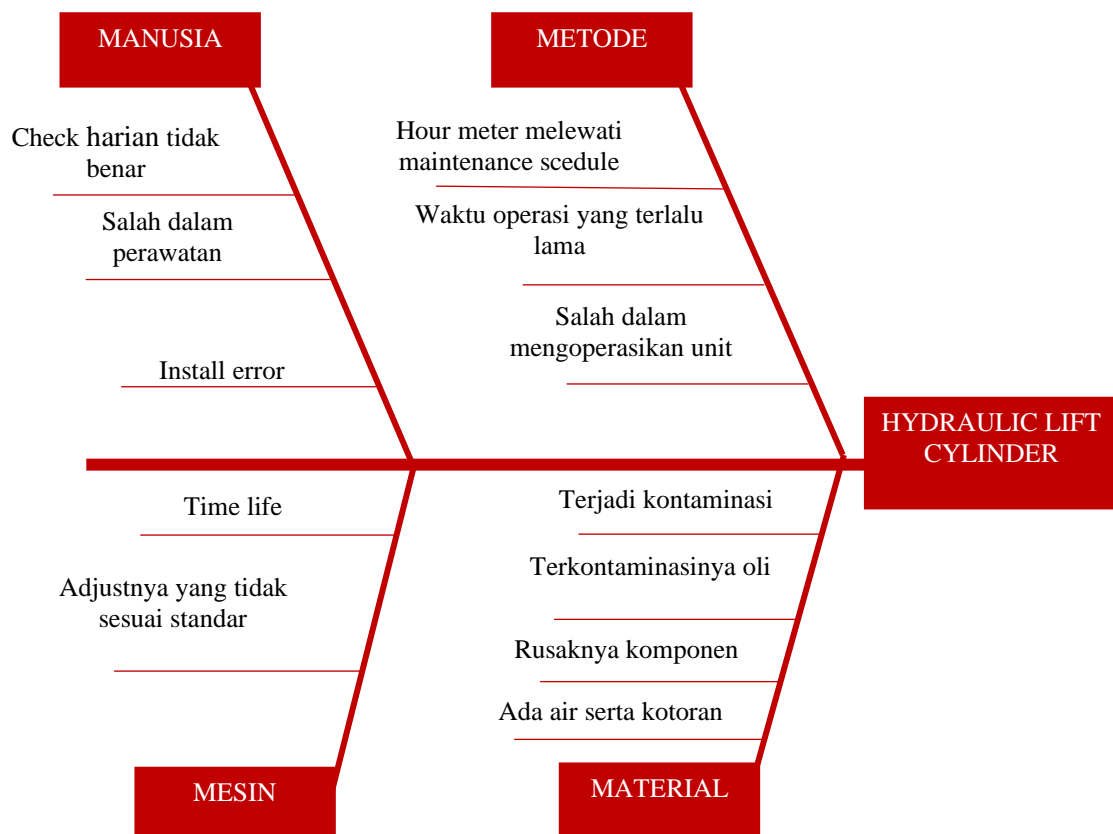 MANUSIA
METODE
Check harian tidak
benar
Salah dalam
perawatan
Install error
Hour meter melewati
maintenance scedule
Waktu operasi yang terlalu
lama
Salah dalam
mengoperasikan unit
HYDRAULIC LIFT
CYLINDER
Time life
Adjustnya yang tidak
sesuai standar
Terjadi kontaminasi
Terkontaminasinya oli
Rusaknya komponen
Ada air serta kotoran
MESIN
MATERIAL